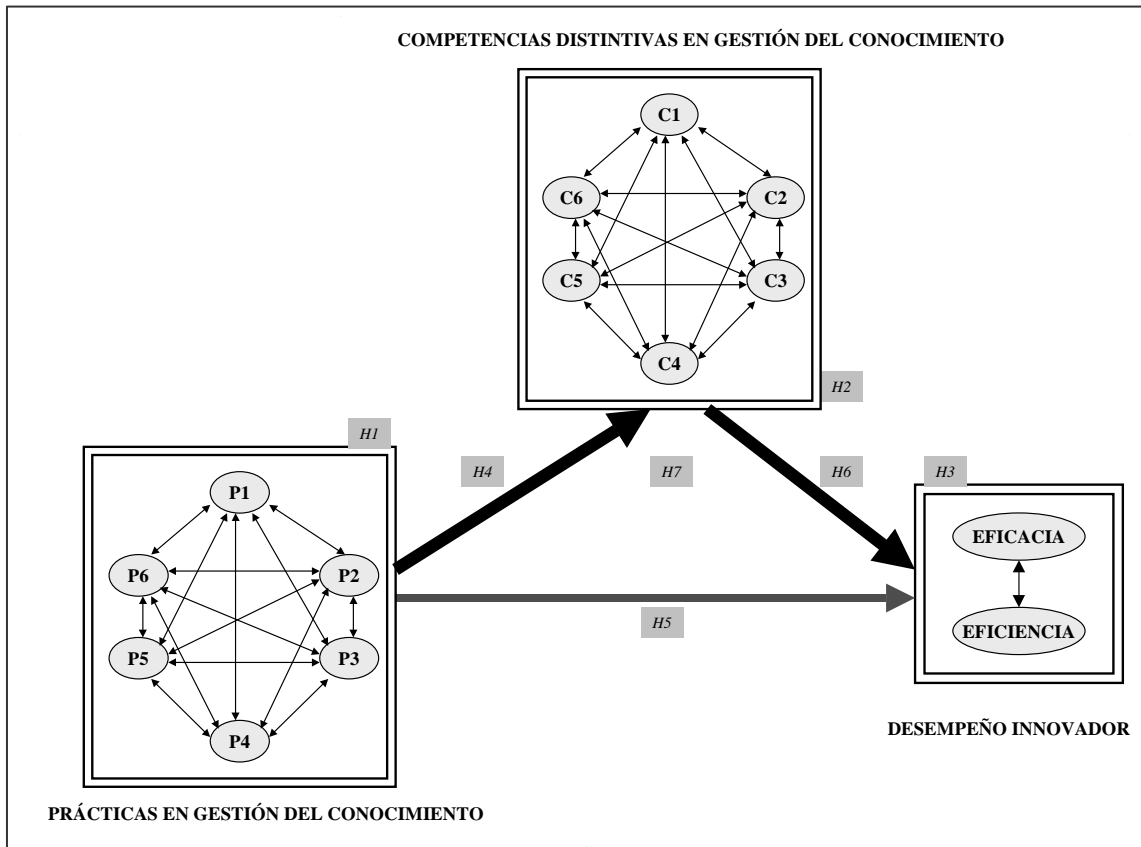 COMPETENCIAS DISTINTIVAS EN GESTIÓN DEL CONOCIMIENTO
C1
C6
C2
C5
C3
C4
H2
H1
P1
P6
P2
P5
P3
P4
H4
H7
H6
H5
H3
EFICACIA
EFICIENCIA
DESEMPEÑO INNOVADOR
PRÁCTICAS EN GESTIÓN DEL CONOCIMIENTO